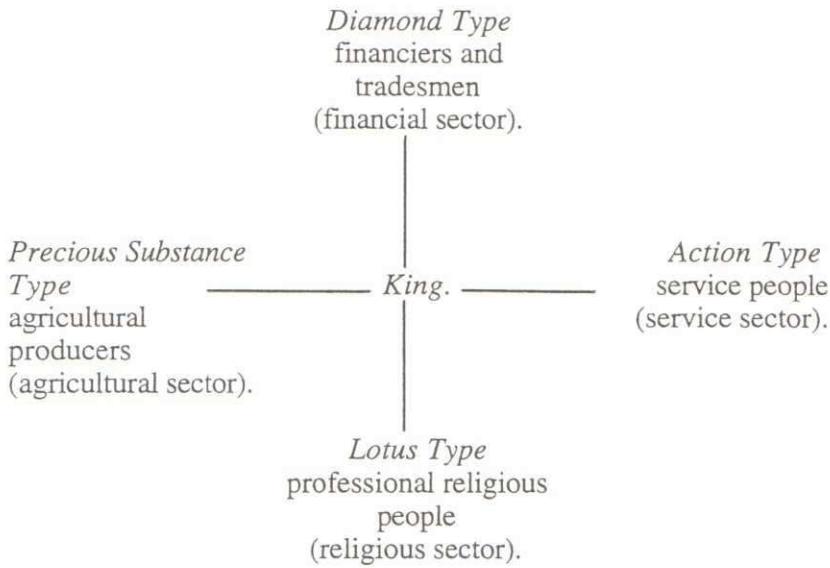 Diamond Type
financiers and
tradesmen
(financial sector).
Precious Substance
Type
agricultural
producers
(agricultural sector).
King.
Action Type
service people
(service sector).
Lotus Type
professional religious
people
(religious sector).